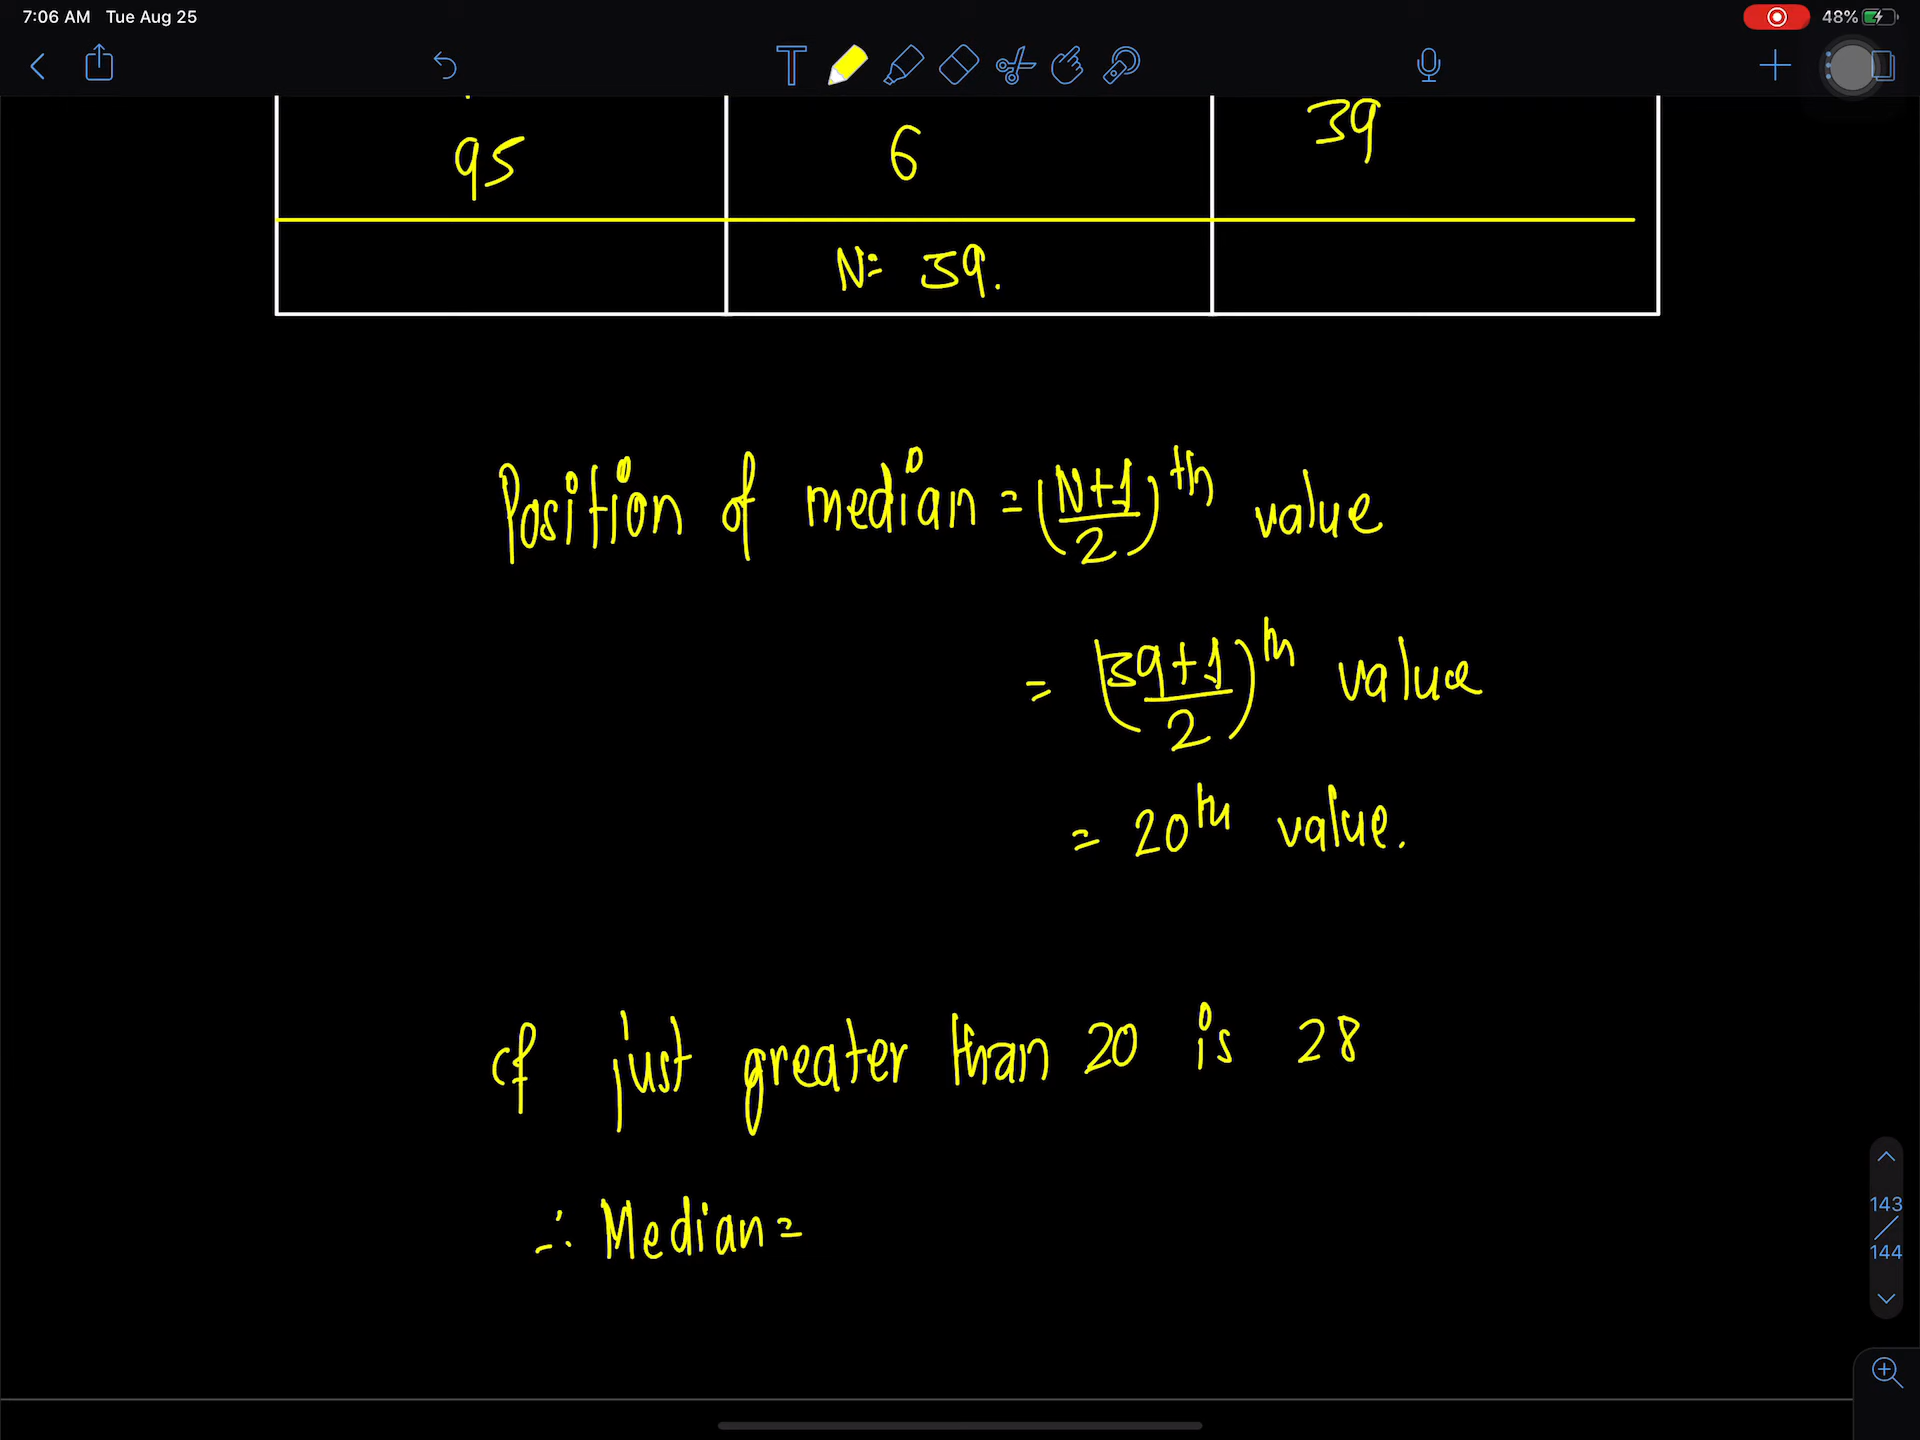 7:06 AM Tue Aug 25
48%
T
95 6 39
N= 39.
Position of median = (N+1/2)th value
= (39+1/2)th value
= 20th value.
cf just greater than 20 is 28
∴ Median =
143
144